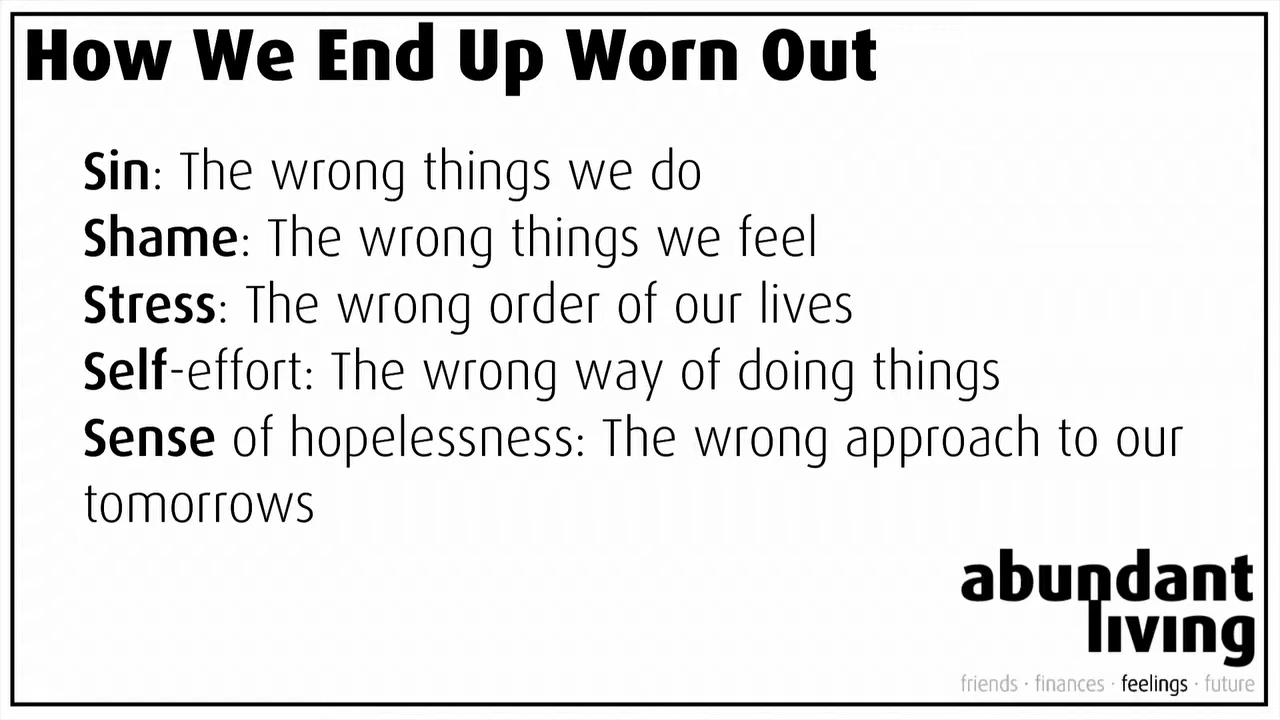 How We End Up Worn Out
Sin: The wrong things we do
Shame: The wrong things we feel
Stress: The wrong order of our lives
Self-effort: The wrong way of doing things
Sense of hopelessness: The wrong approach to our
tomorrows
abundant
living
friends · finances · feelings · future